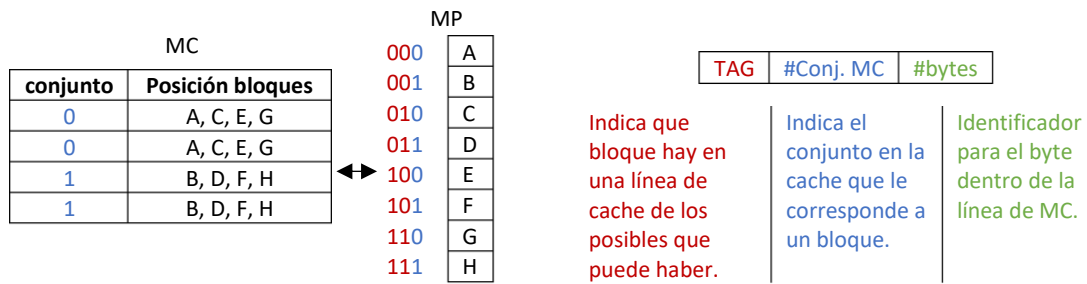 MC
conjunto Posición bloques
0 A, C, E, G
0 A, C, E, G
1 B, D, F, H
1 B, D, F, H
MP
000 A
001 B
010 C
011 D
100 E
101 F
110 G
111 H
TAG #Conj. MC #bytes
Indica que
bloque hay en
una línea de
cache de los
posibles que
puede haber.
Indica el
conjunto en la
cache que le
corresponde a
un bloque.
Identificador
para el byte
dentro de la
línea de MC.